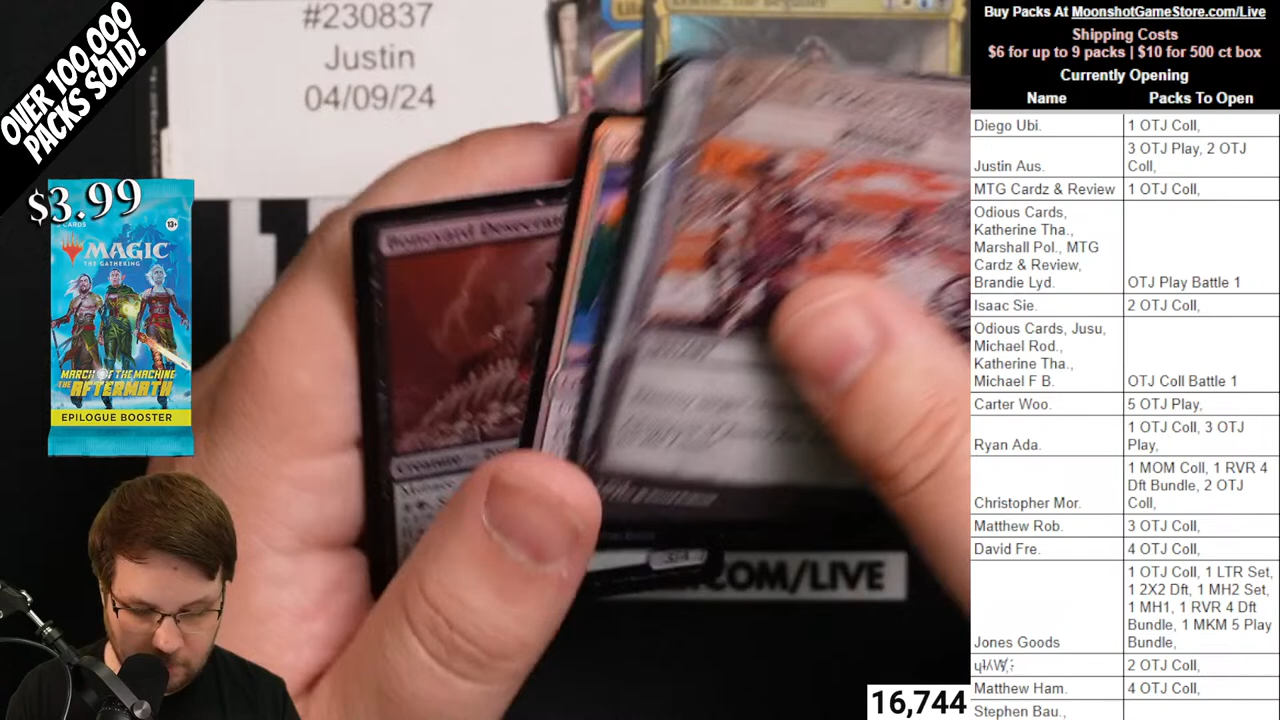 OVER 100,000
PACKS SOLD!
#230837
Justin
04/09/24
$3.99
CARDS
13+
MAGIC
THE GATHERING
MARCH OF THE MACHINE
THE AFTERMATH
EPILOGUE BOOSTER
Boneyard Desecrat
Creature
.COM/LIVE
16,744
Buy Packs At MoonshotGameStore.com/Live
Shipping Costs
$6 for up to 9 packs | $10 for 500 ct box
Currently Opening
Name Packs To Open
Diego Ubi. 1 OTJ Coll,
Justin Aus. 3 OTJ Play, 2 OTJ
Coll,
MTG Cardz & Review 1 OTJ Coll,
Odious Cards,
Katherine Tha.,
Marshall Pol., MTG
Cardz & Review,
Brandie Lyd. OTJ Play Battle 1
Isaac Sie. 2 OTJ Coll,
Odious Cards, Jusu,
Michael Rod.,
Katherine Tha.,
Michael F B. OTJ Coll Battle 1
Carter Woo. 5 OTJ Play,
Ryan Ada. 1 OTJ Coll, 3 OTJ
Play,
Christopher Mor. 1 MOM Coll, 1 RVR 4
Dft Bundle, 2 OTJ
Coll,
Matthew Rob. 3 OTJ Coll,
David Fre. 4 OTJ Coll,
Jones Goods 1 OTJ Coll, 1 LTR Set,
1 2X2 Dft, 1 MH2 Set,
1 MH1, 1 RVR 4 Dft
Bundle, 1 MKM 5 Play
Bundle,
2 OTJ Coll,
Matthew Ham. 4 OTJ Coll,
Stephen Bau.,